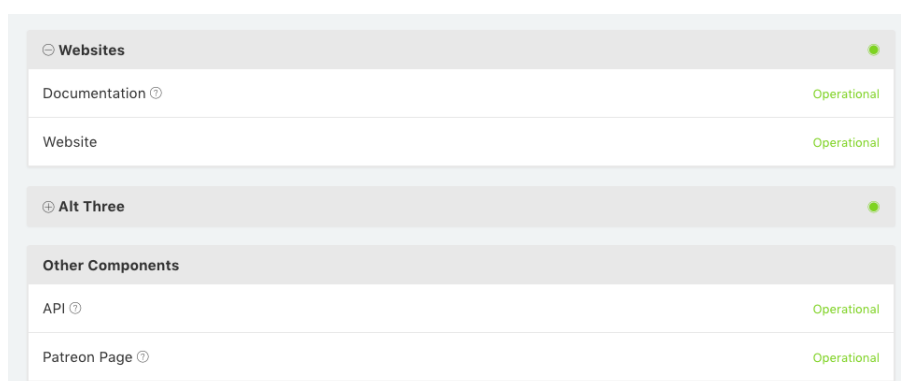 Websites
Documentation
Operational
Website
Operational
Alt Three
Other Components
API
Operational
Patreon Page
Operational